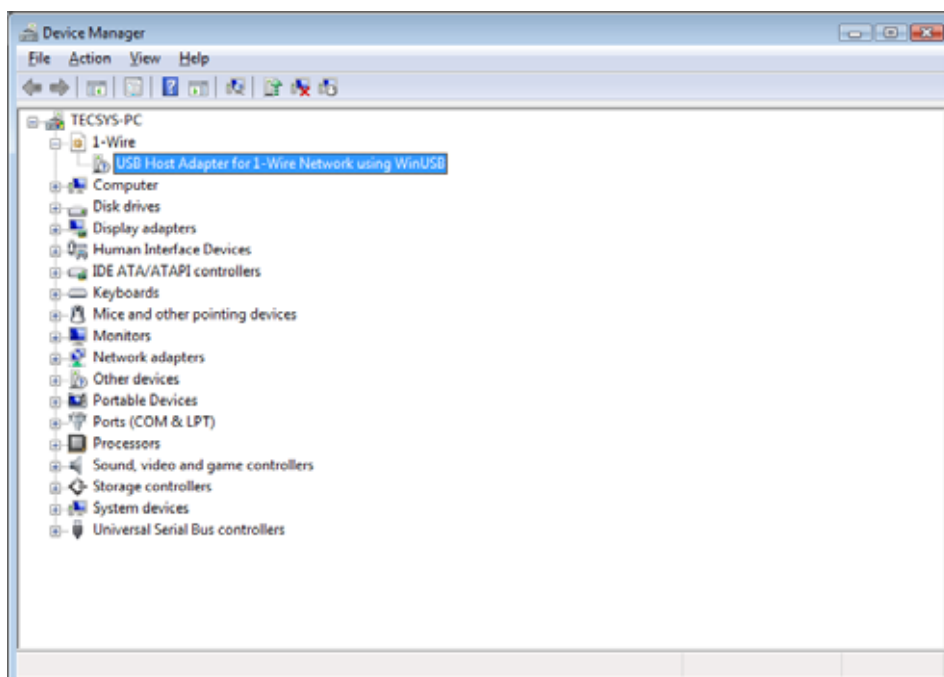 Device Manager
File Action View Help
TECSYS-PC
1-Wire
USB Host Adapter for 1-Wire Network using WinUSB
Computer
Disk drives
Display adapters
Human Interface Devices
IDE ATA/ATAPI controllers
Keyboards
Mice and other pointing devices
Monitors
Network adapters
Other devices
Portable Devices
Ports (COM & LPT)
Processors
Sound, video and game controllers
Storage controllers
System devices
Universal Serial Bus controllers